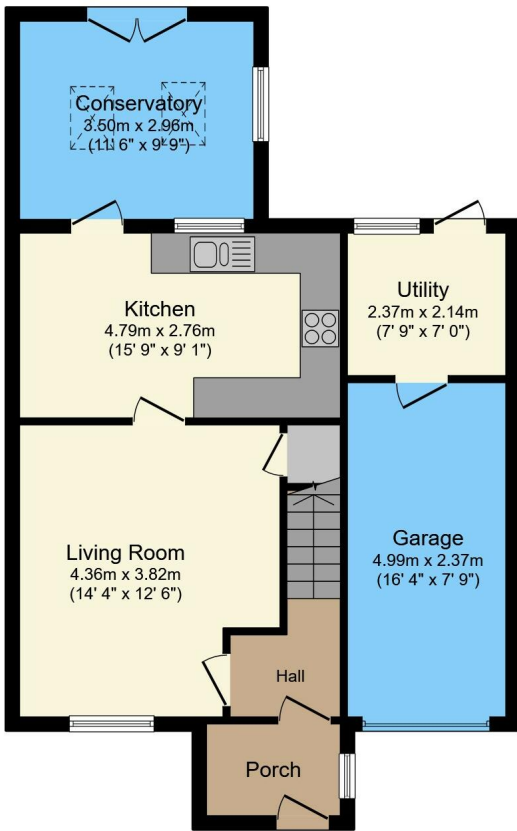 Conservatory
3.50m x 2.96m
(11' 6" x 9' 9")
Kitchen
4.79m x 2.76m
(15' 9" x 9' 1")
Utility
2.37m x 2.14m
(7' 9" x 7' 0")
Living Room
4.36m x 3.82m
(14' 4" x 12' 6")
Garage
4.99m x 2.37m
(16' 4" x 7' 9")
Hall
Porch